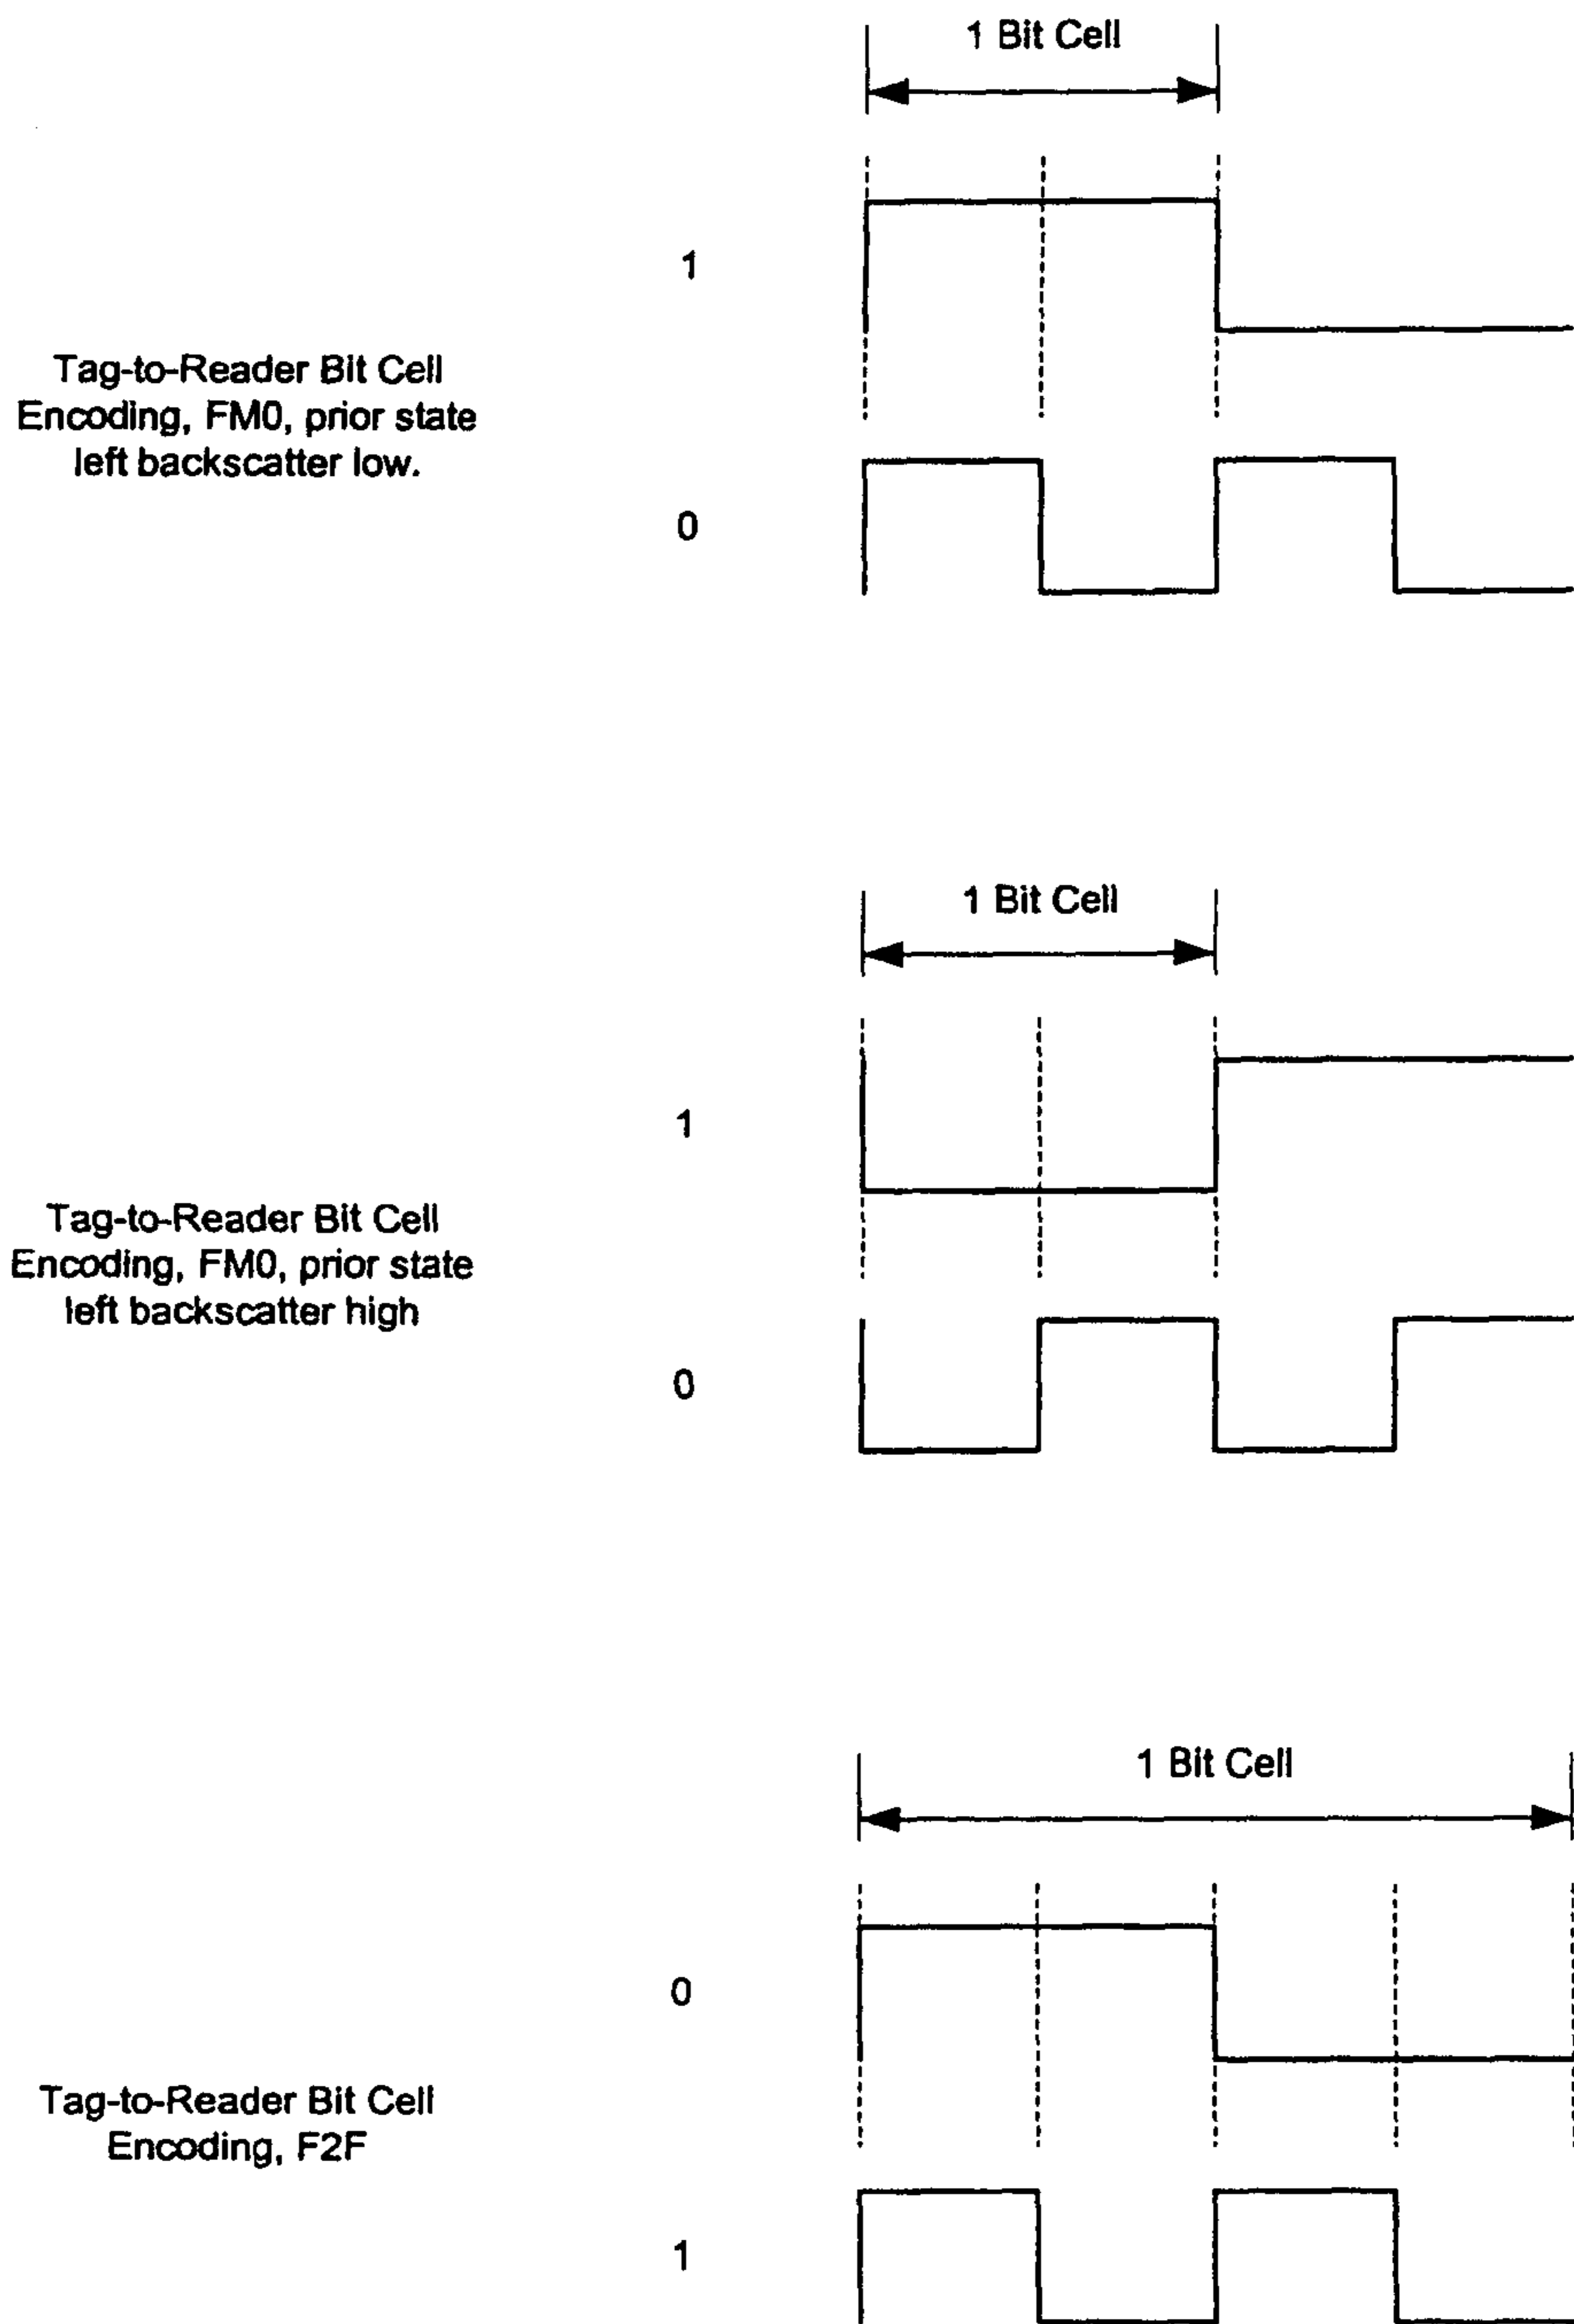 1 Bit Cell
1
Tag-to-Reader Bit Cell
Encoding, FM0, prior state
left backscatter low.
0
1 Bit Cell
1
Tag-to-Reader Bit Cell
Encoding, FM0, prior state
left backscatter high
0
1 Bit Cell
0
Tag-to-Reader Bit Cell
Encoding, F2F
1